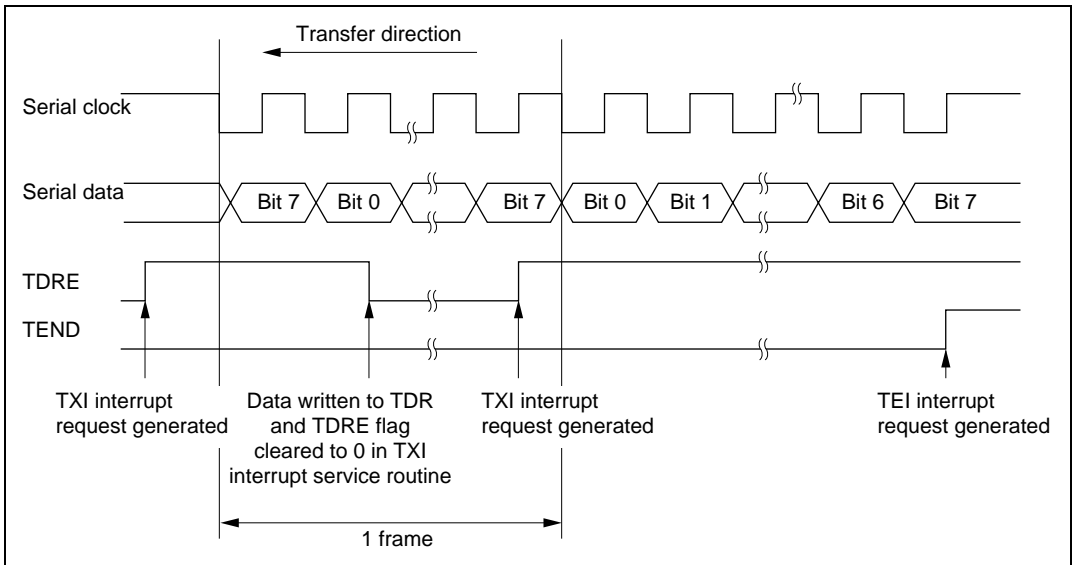 Transfer direction
Serial clock
Serial data
Bit 7 Bit 0 Bit 7 Bit 0 Bit 1 Bit 6 Bit 7
TDRE
TEND
TXI interrupt
request generated
Data written to TDR
and TDRE flag
cleared to 0 in TXI
interrupt service routine
TXI interrupt
request generated
TEI interrupt
request generated
1 frame